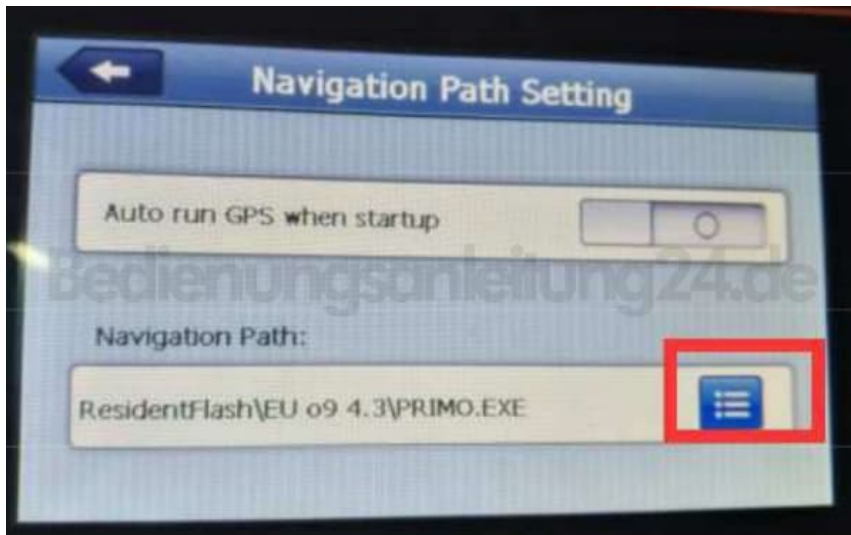 Navigation Path Setting
Auto run GPS when startup
Bedienungsanleitung24.de
Navigation Path:
ResidentFlash\EU o9 4.3\PRIMO.EXE